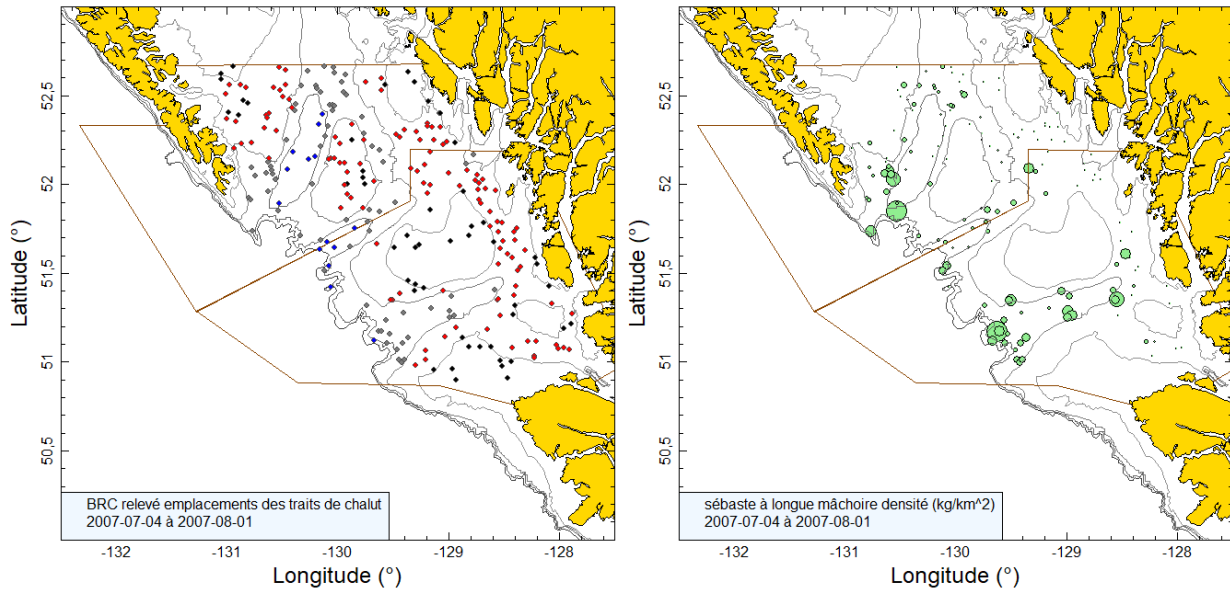 52,5
52
51,5
51
50,5
Latitude (°)
BRC relevé emplacements des traits de chalut
2007-07-04 à 2007-08-01
-132
-131
-130
-129
-128
Longitude (°)
52,5
52
51,5
51
50,5
Latitude (°)
sébaste à longue mâchoire densité (kg/km^2)
2007-07-04 à 2007-08-01
-132
-131
-130
-129
-128
Longitude (°)